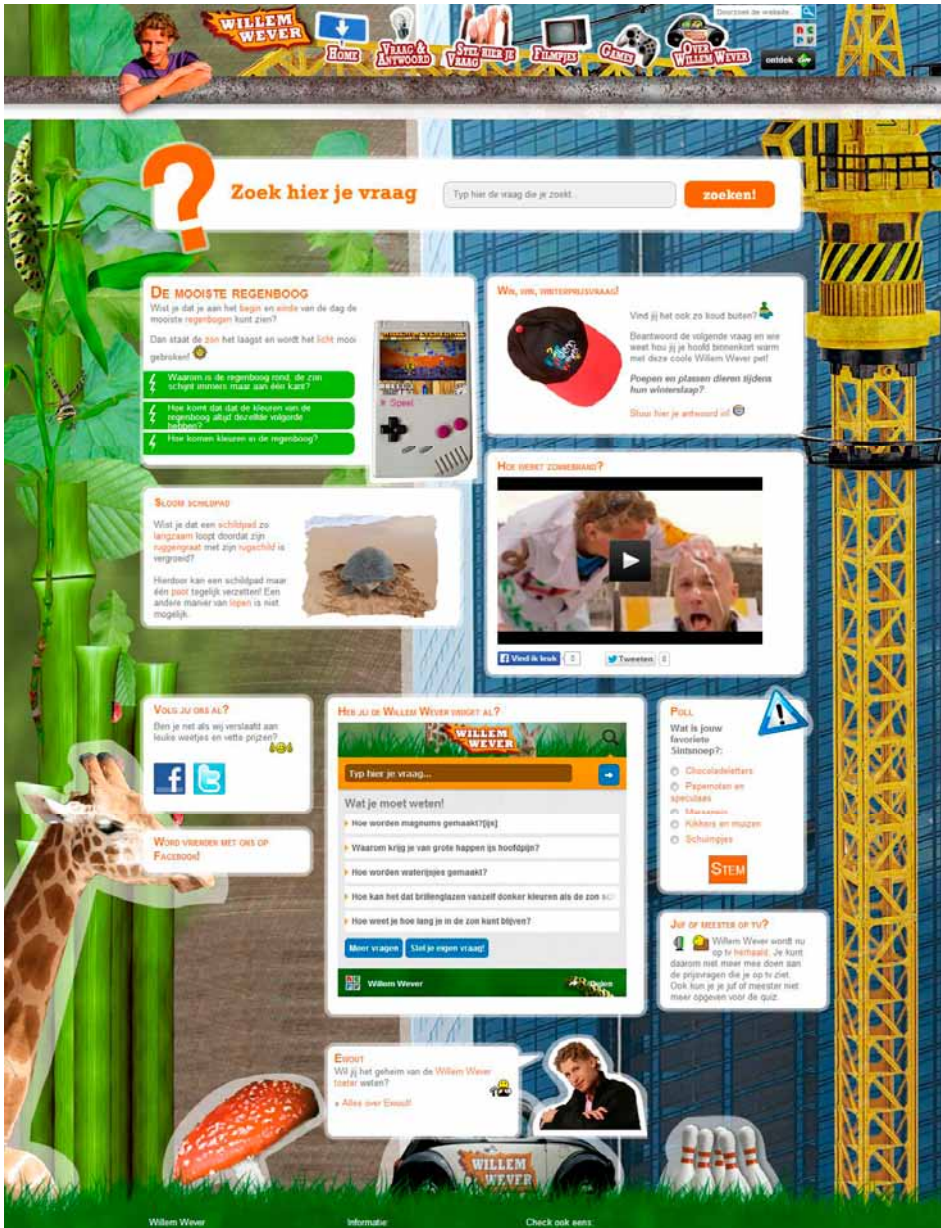 WILLEM WEVER
HOME
VRAAG & ANTWOORD
STEL HIER JE VRAAG
FILMPJES
GAMES
OVER WILLEM WEVER
Doorzoek de website...
ontdek
?
Zoek hier je vraag
Typ hier de vraag die je zoekt...
zoeken!
DE MOOISTE REGENBOOG
Wist je dat je aan het begin en einde van de dag de
mooiste regenbogen kunt zien?
Dan staat de zon het laagst en wordt het licht mooi
gebroken!
Waarom is de regenboog rond, de zon
schijnt immers maar aan één kant?
Hoe komt dat dat de kleuren van de
regenboog altijd dezelfde volgorde
hebben?
Hoe komen kleuren in de regenboog?
Speel
WIN, WIN, WINTERPRIJSVRAAG!
Vind jij het ook zo koud buiten?
Beantwoord de volgende vraag en wie
weet hou jij je hoofd binnenkort warm
met deze coole Willem Wever pet!
Poepen en plassen dieren tijdens
hun winterslaap?
Stuur hier je antwoord in!
HOE WERKT ZONNEBRAND?
Vind ik leuk 0
Tweeten 0
SLOOM SCHILDPAD
Wist je dat een schildpad zo
langzaam loopt doordat zijn
ruggengraat met zijn rugschild is
vergroeid?
Hierdoor kan een schildpad maar
één poot tegelijk verzetten! Een
andere manier van lopen is niet
mogelijk.
VOLG JIJ ONS AL?
Ben je net als wij verslaafd aan
leuke weetjes en vette prijzen?
WORD VRIENDEN MET ONS OP
FACEBOOK!
HEB JIJ DE WILLEM WEVER WIDGET AL?
WILLEM WEVER
Typ hier je vraag...
Wat je moet weten!
Hoe worden magnums gemaakt?[ijs]
Waarom krijg je van grote happen ijs hoofdpijn?
Hoe worden waterijsjes gemaakt?
Hoe kan het dat brillenglazen vanzelf donker kleuren als de zon sch
Hoe weet je hoe lang je in de zon kunt blijven?
Meer vragen
Stel je eigen vraag!
Willem Wever
Delen
POLL
Wat is jouw
favoriete
Sintsnoep?:
Chocoladeletters
Pepernoten en
speculaas
Marsepein
Kikkers en muizen
Schuimpjes
STEM
JUF OF MEESTER OP TV?
Willem Wever wordt nu
op tv herhaald. Je kunt
daarom niet meer mee doen aan
de prijsvragen die je op tv ziet.
Ook kun je je juf of meester niet
meer opgeven voor de quiz.
EWOUT
Wil jij het geheim van de Willem Wever
toeter weten?
» Alles over Ewout!
WILLEM WEVER
Willem Wever
Informatie:
Check ook eens: